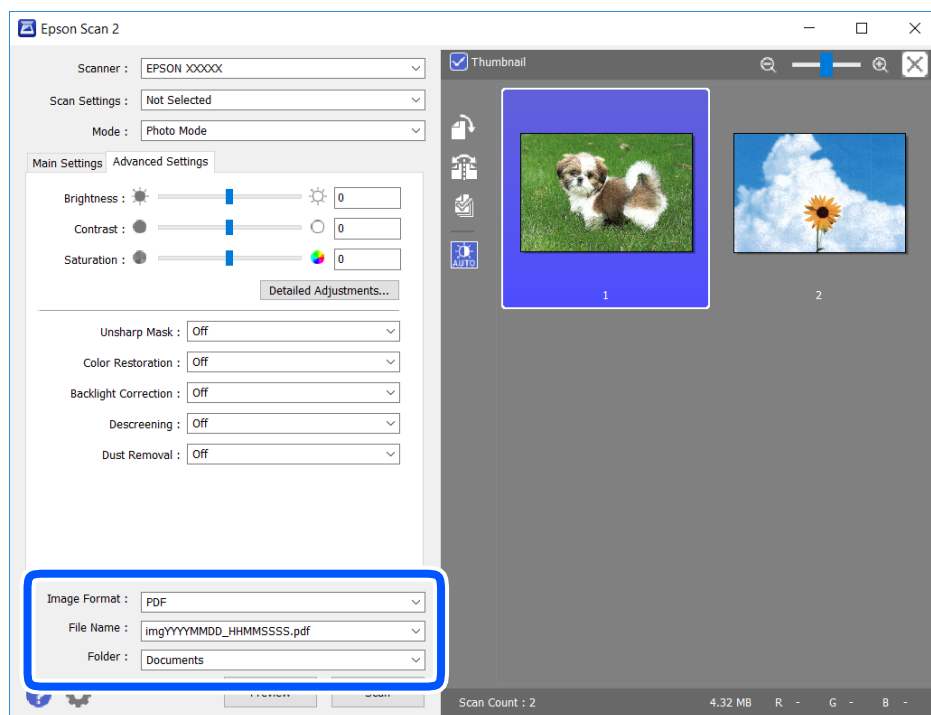 Epson Scan 2
Scanner : EPSON XXXXX
Scan Settings : Not Selected
Mode : Photo Mode
Main Settings Advanced Settings
Brightness : 0
Contrast : 0
Saturation : 0
Detailed Adjustments...
Unsharp Mask : Off
Color Restoration : Off
Backlight Correction : Off
Descreening : Off
Dust Removal : Off
Image Format : PDF
File Name : imgYYYYMMDD_HHMMSSSS.pdf
Folder : Documents
Preview Scan
Thumbnail
AUTO
1 2
Scan Count : 2 4.32 MB R - G - B -